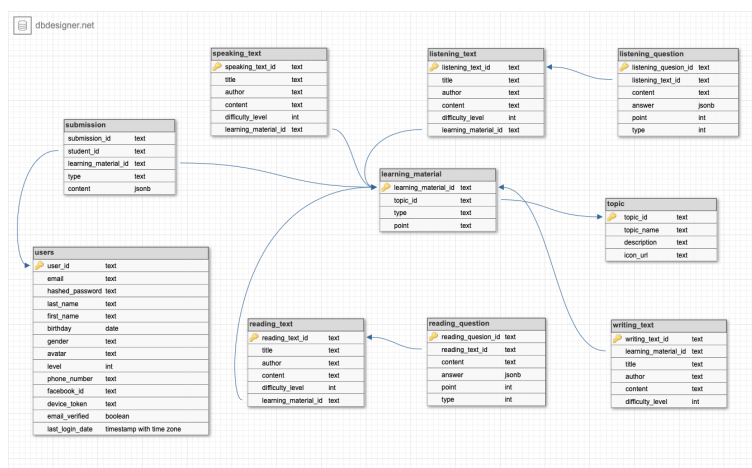 dbdesigner.net
speaking_text
speaking_text_id text
title text
author text
content text
difficulty_level int
learning_material_id text
listening_text
listening_text_id text
title text
author text
content text
difficulty_level int
learning_material_id text
listening_question
listening_quesion_id text
listening_text_id text
content text
answer jsonb
point int
type int
submission
submission_id text
student_id text
learning_material_id text
type text
content jsonb
learning_material
learning_material_id text
topic_id text
type text
point text
topic
topic_id text
topic_name text
description text
icon_url text
users
user_id text
email text
hashed_password text
last_name text
first_name text
birthday date
gender text
avatar text
level int
phone_number text
facebook_id text
device_token text
email_verified boolean
last_login_date timestamp with time zone
reading_text
reading_text_id text
title text
author text
content text
difficulty_level int
learning_material_id text
reading_question
reading_quesion_id text
reading_text_id text
content text
answer jsonb
point int
type int
writing_text
writing_text_id text
learning_material_id text
title text
author text
content text
difficulty_level int